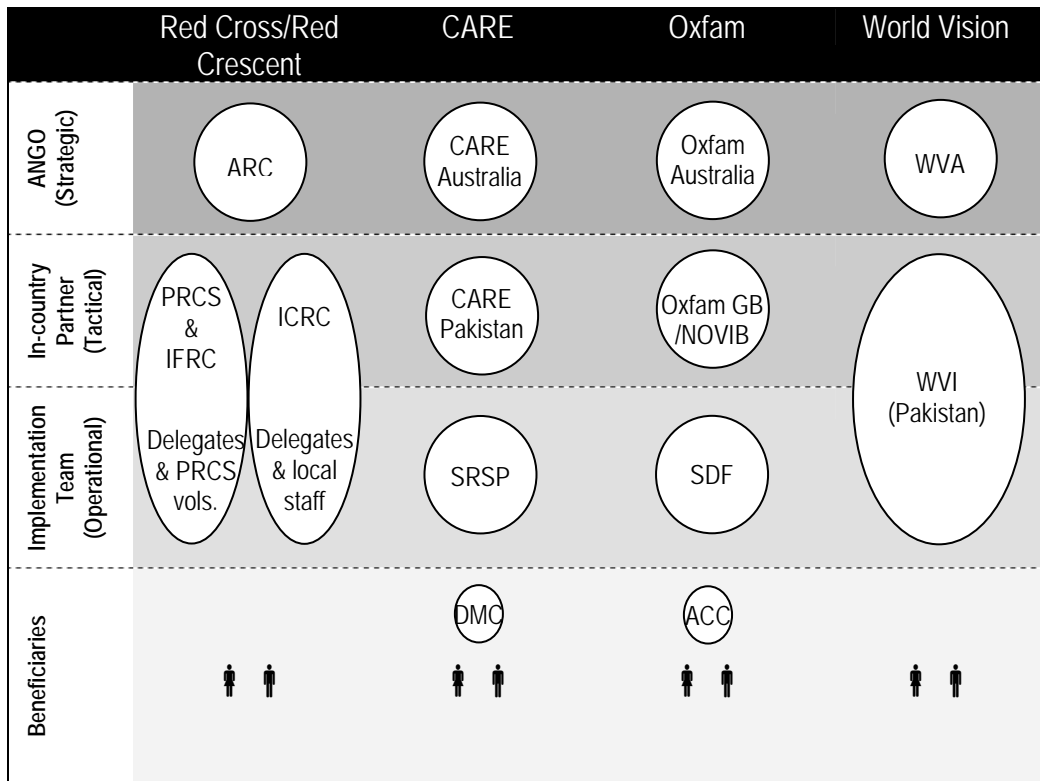 Red Cross/Red
Crescent
CARE
Oxfam
World Vision
ANGO
(Strategic)
ARC
CARE
Australia
Oxfam
Australia
WVA
In-country
Partner
(Tactical)
PRCS
&
IFRC
ICRC
CARE
Pakistan
Oxfam GB
/NOVIB
WVI
(Pakistan)
Implementation
Team
(Operational)
Delegates
& PRCS
vols.
Delegates
& local
staff
SRSP
SDF
Beneficiaries
DMC
ACC